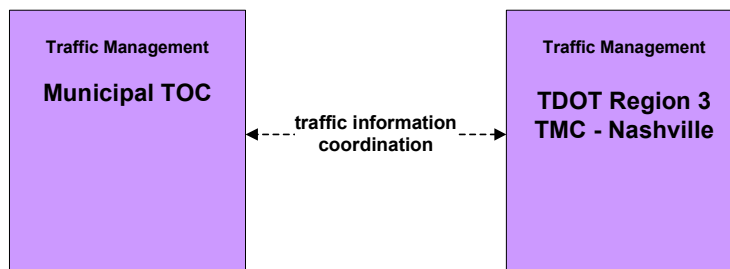 Traffic Management
Municipal TOC
traffic information
coordination
Traffic Management
TDOT Region 3
TMC - Nashville